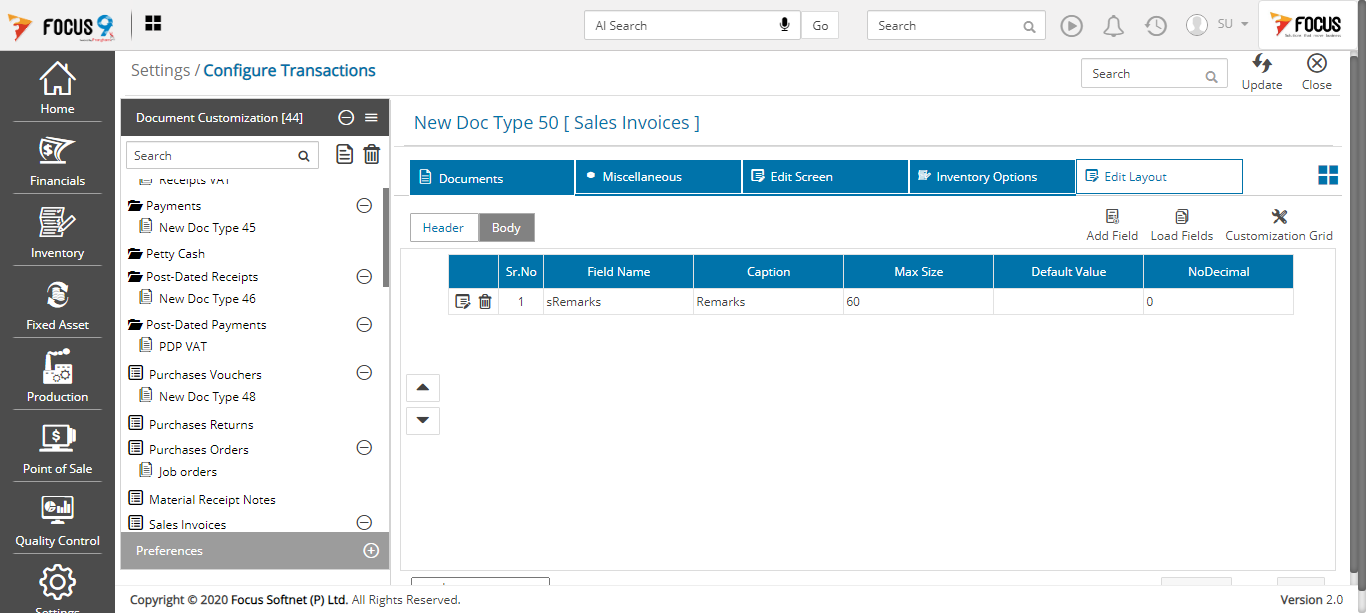 FOCUS 9
AI Search
Go
Search
SU
FOCUS
Home
Financials
Inventory
Fixed Asset
Production
Point of Sale
Quality Control
Settings
Settings / Configure Transactions
Search
Update
Close
Document Customization [44]
Search
Receipts VAT
Payments
New Doc Type 45
Petty Cash
Post-Dated Receipts
New Doc Type 46
Post-Dated Payments
PDP VAT
Purchases Vouchers
New Doc Type 48
Purchases Returns
Purchases Orders
Job orders
Material Receipt Notes
Sales Invoices
Preferences
New Doc Type 50 [ Sales Invoices ]
Documents Miscellaneous Edit Screen Inventory Options Edit Layout
Header Body
Add Field Load Fields Customization Grid
Sr.No Field Name Caption Max Size Default Value NoDecimal
1 sRemarks Remarks 60 0
Copyright © 2020 Focus Softnet (P) Ltd. All Rights Reserved.
Version 2.0